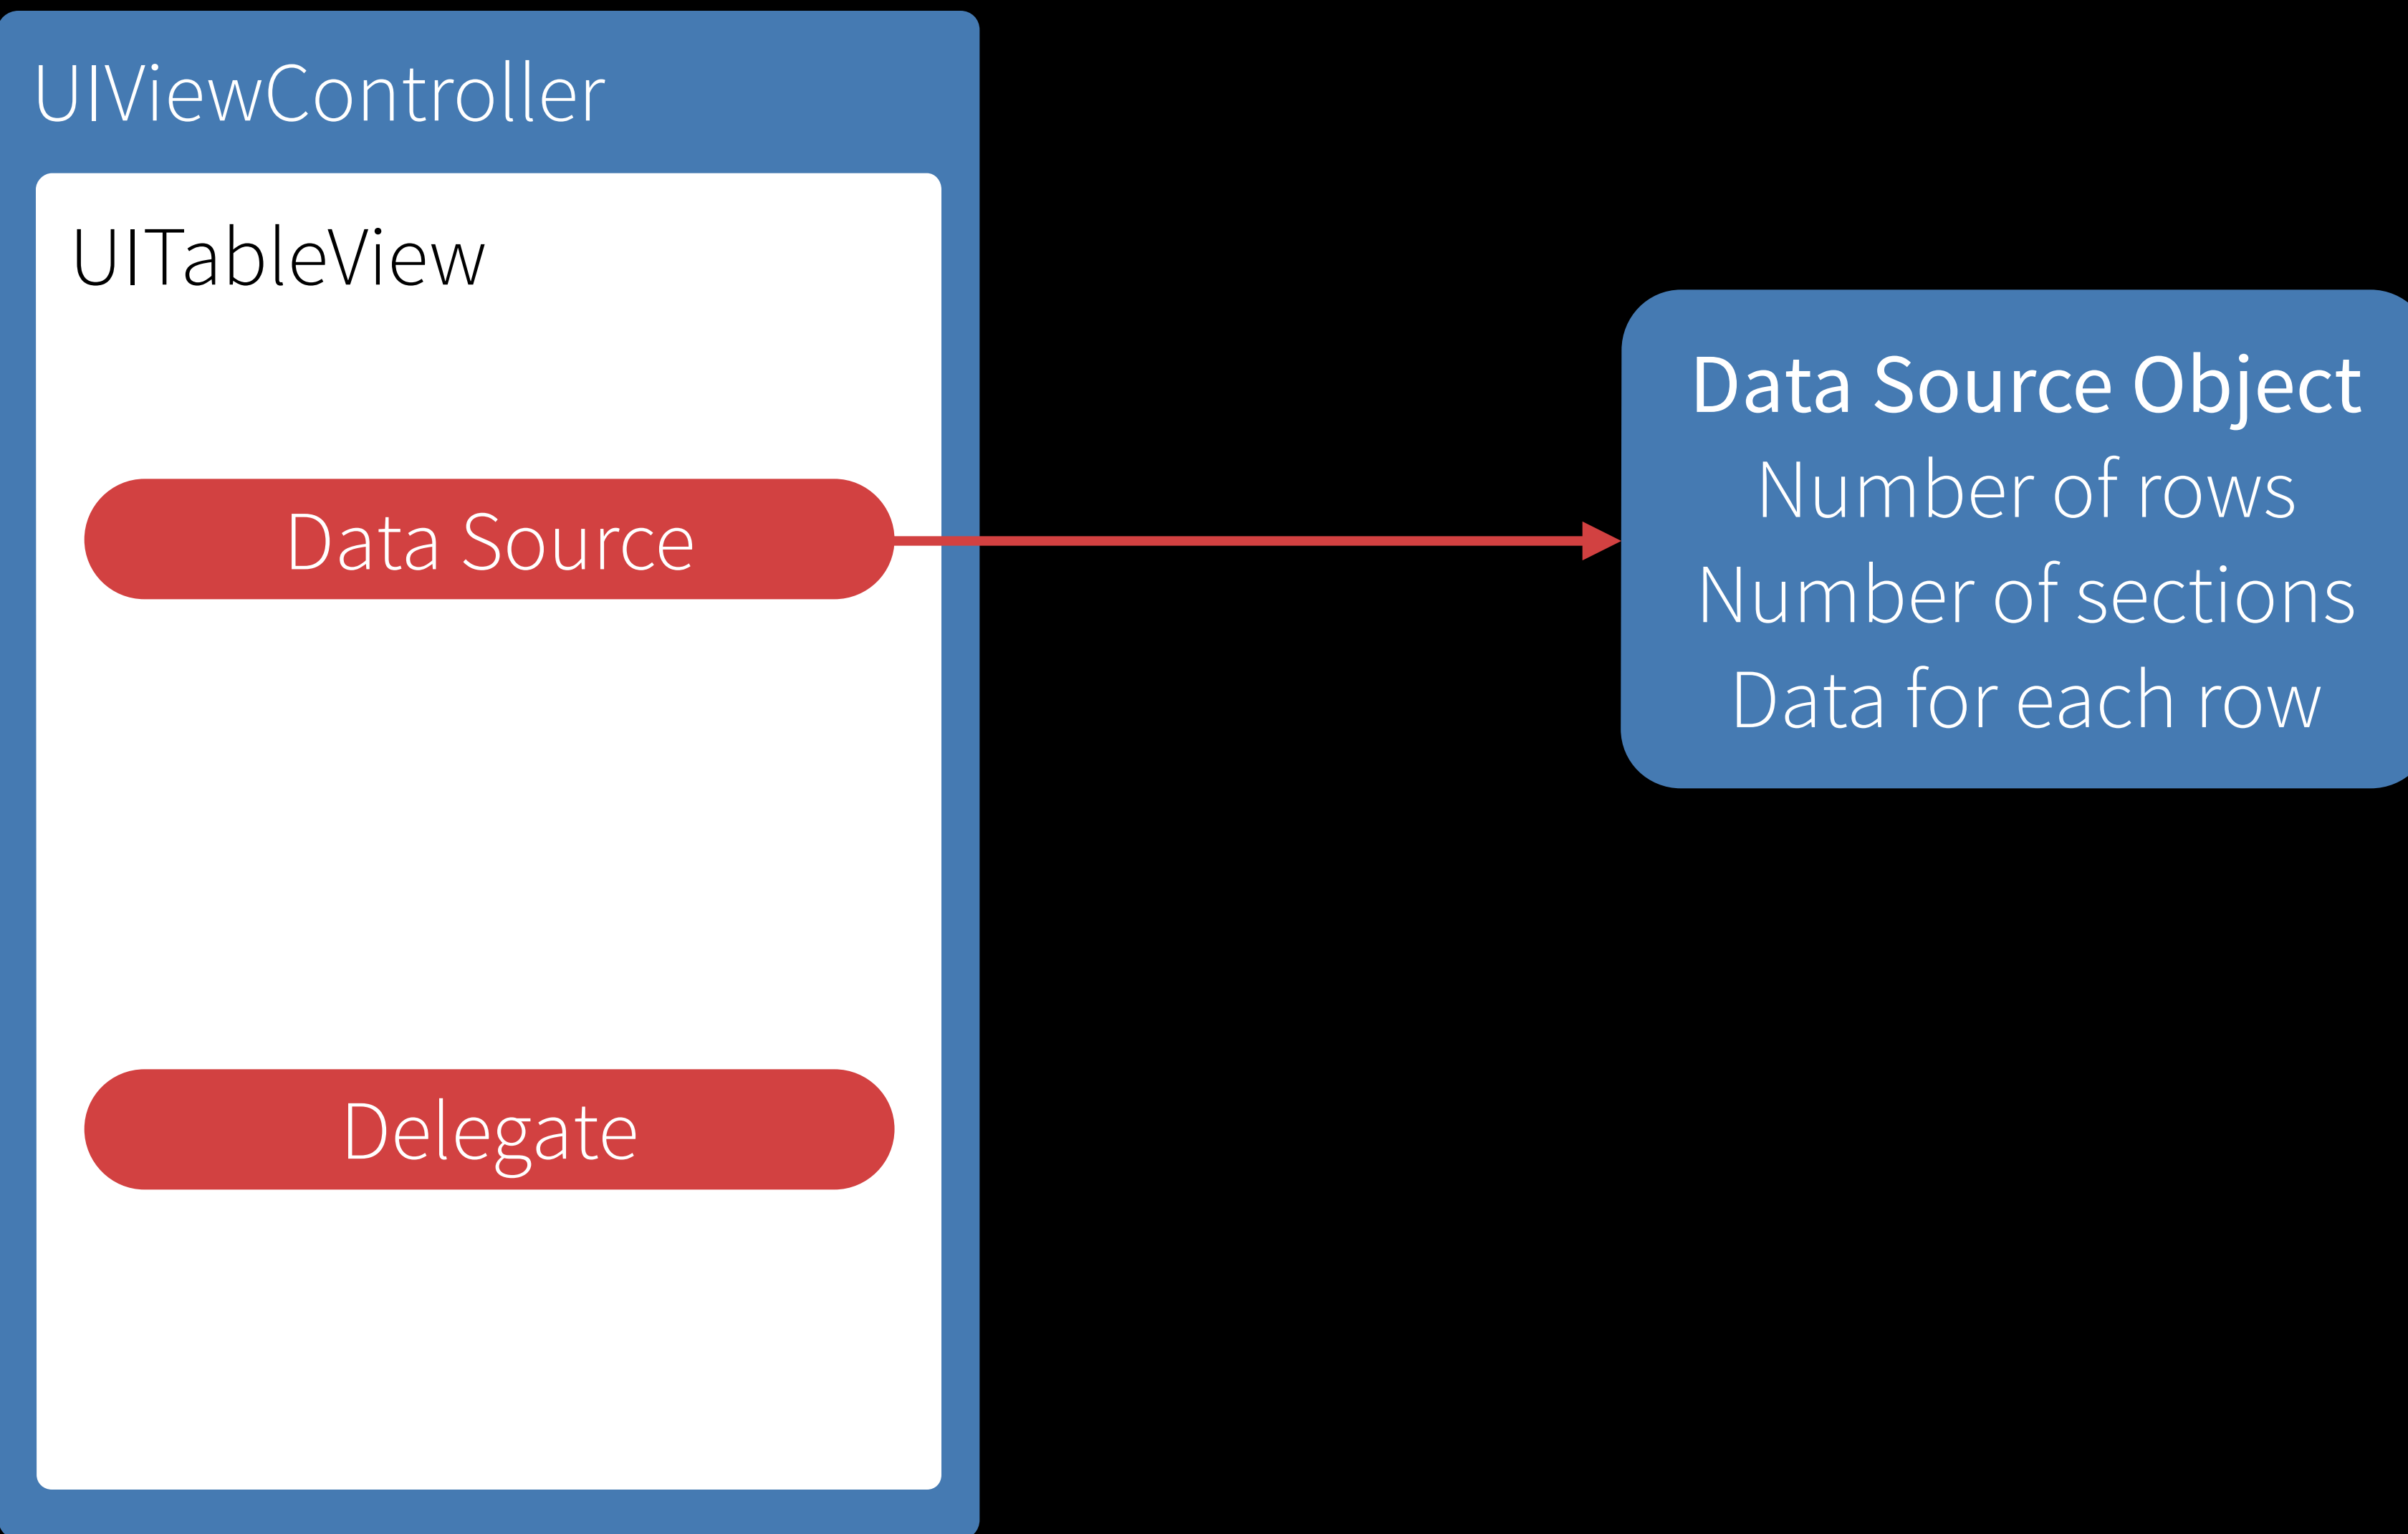 UIViewController
UITableView
Data Source
Delegate
Data Source Object
Number of rows
Number of sections
Data for each row